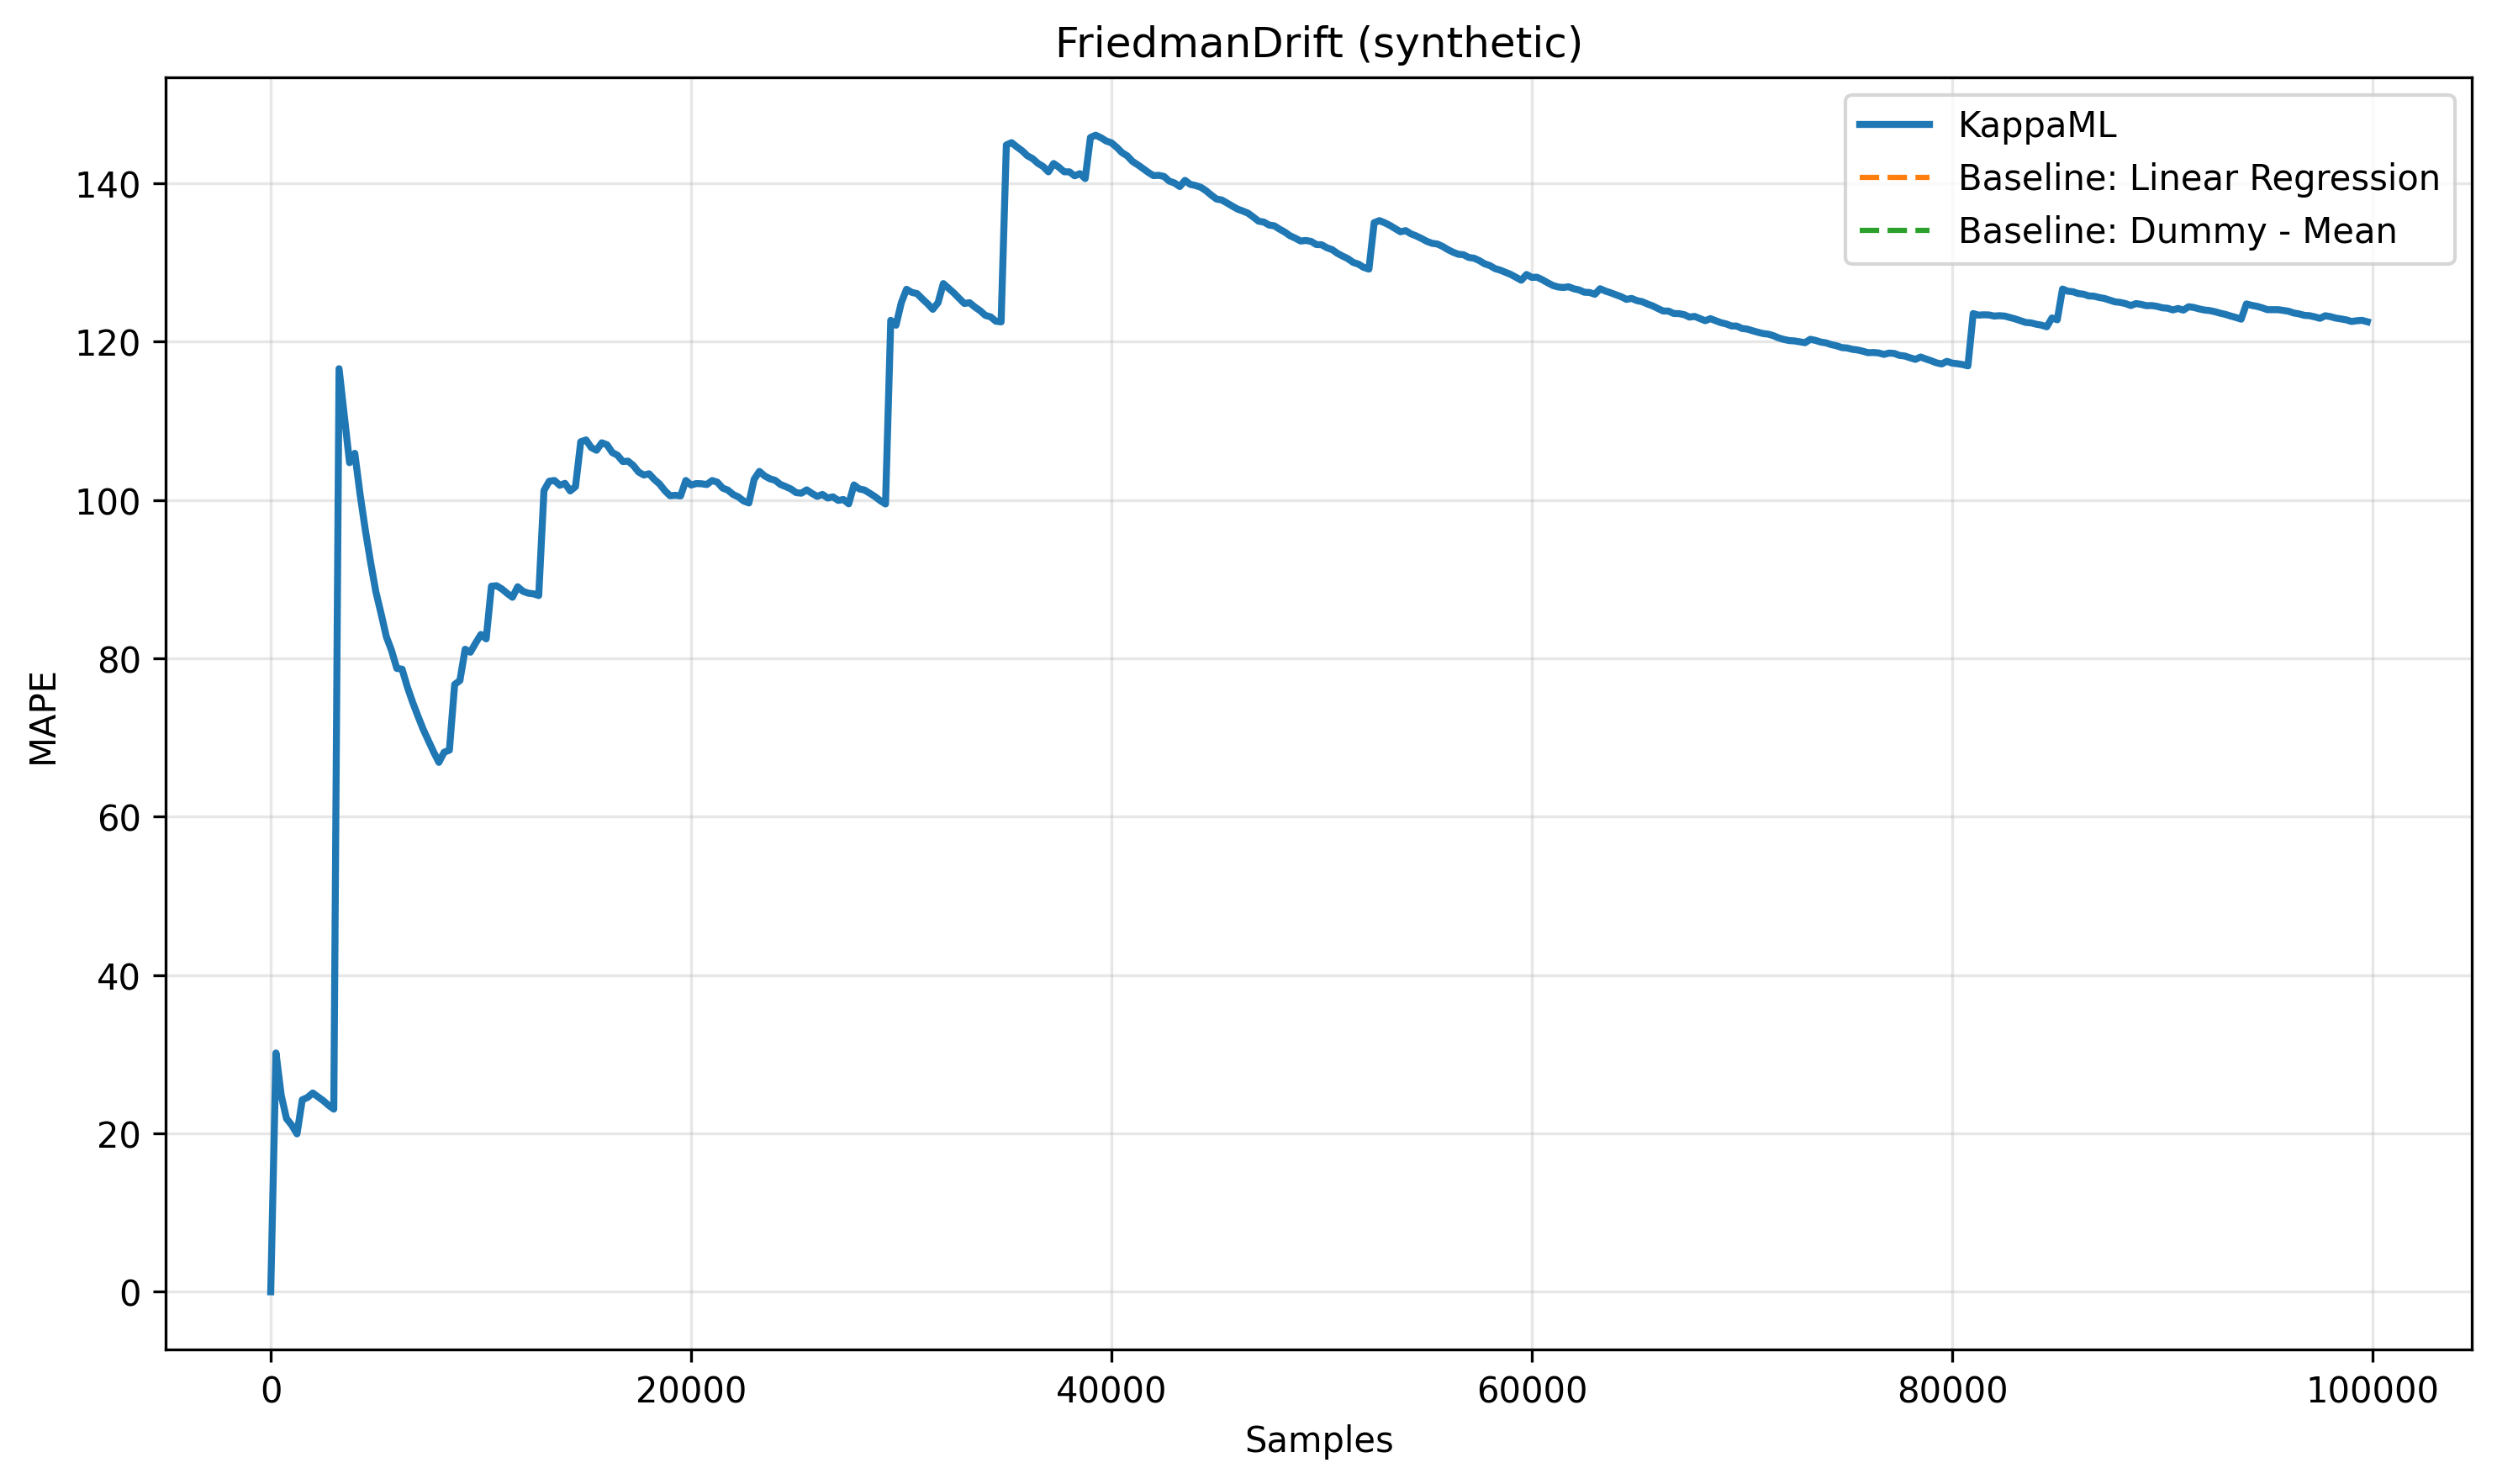 FriedmanDrift (synthetic)
KappaML
Baseline: Linear Regression
Baseline: Dummy - Mean
MAPE
140
120
100
80
60
40
20
0
0 20000 40000 60000 80000 100000
Samples